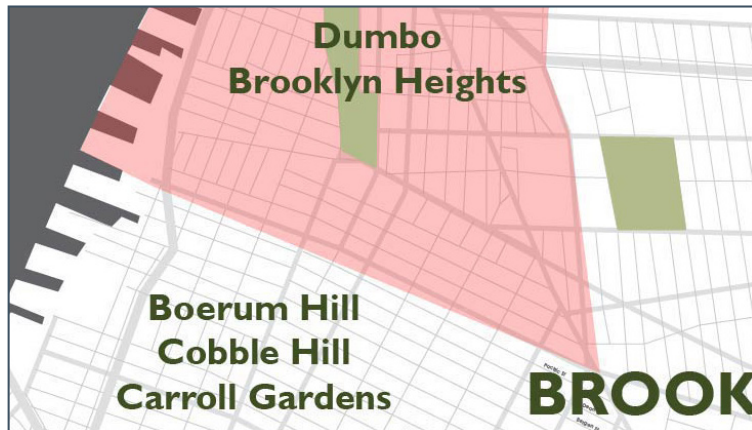 Dumbo
Brooklyn Heights
Boerum Hill
Cobble Hill
Carroll Gardens
BROOK